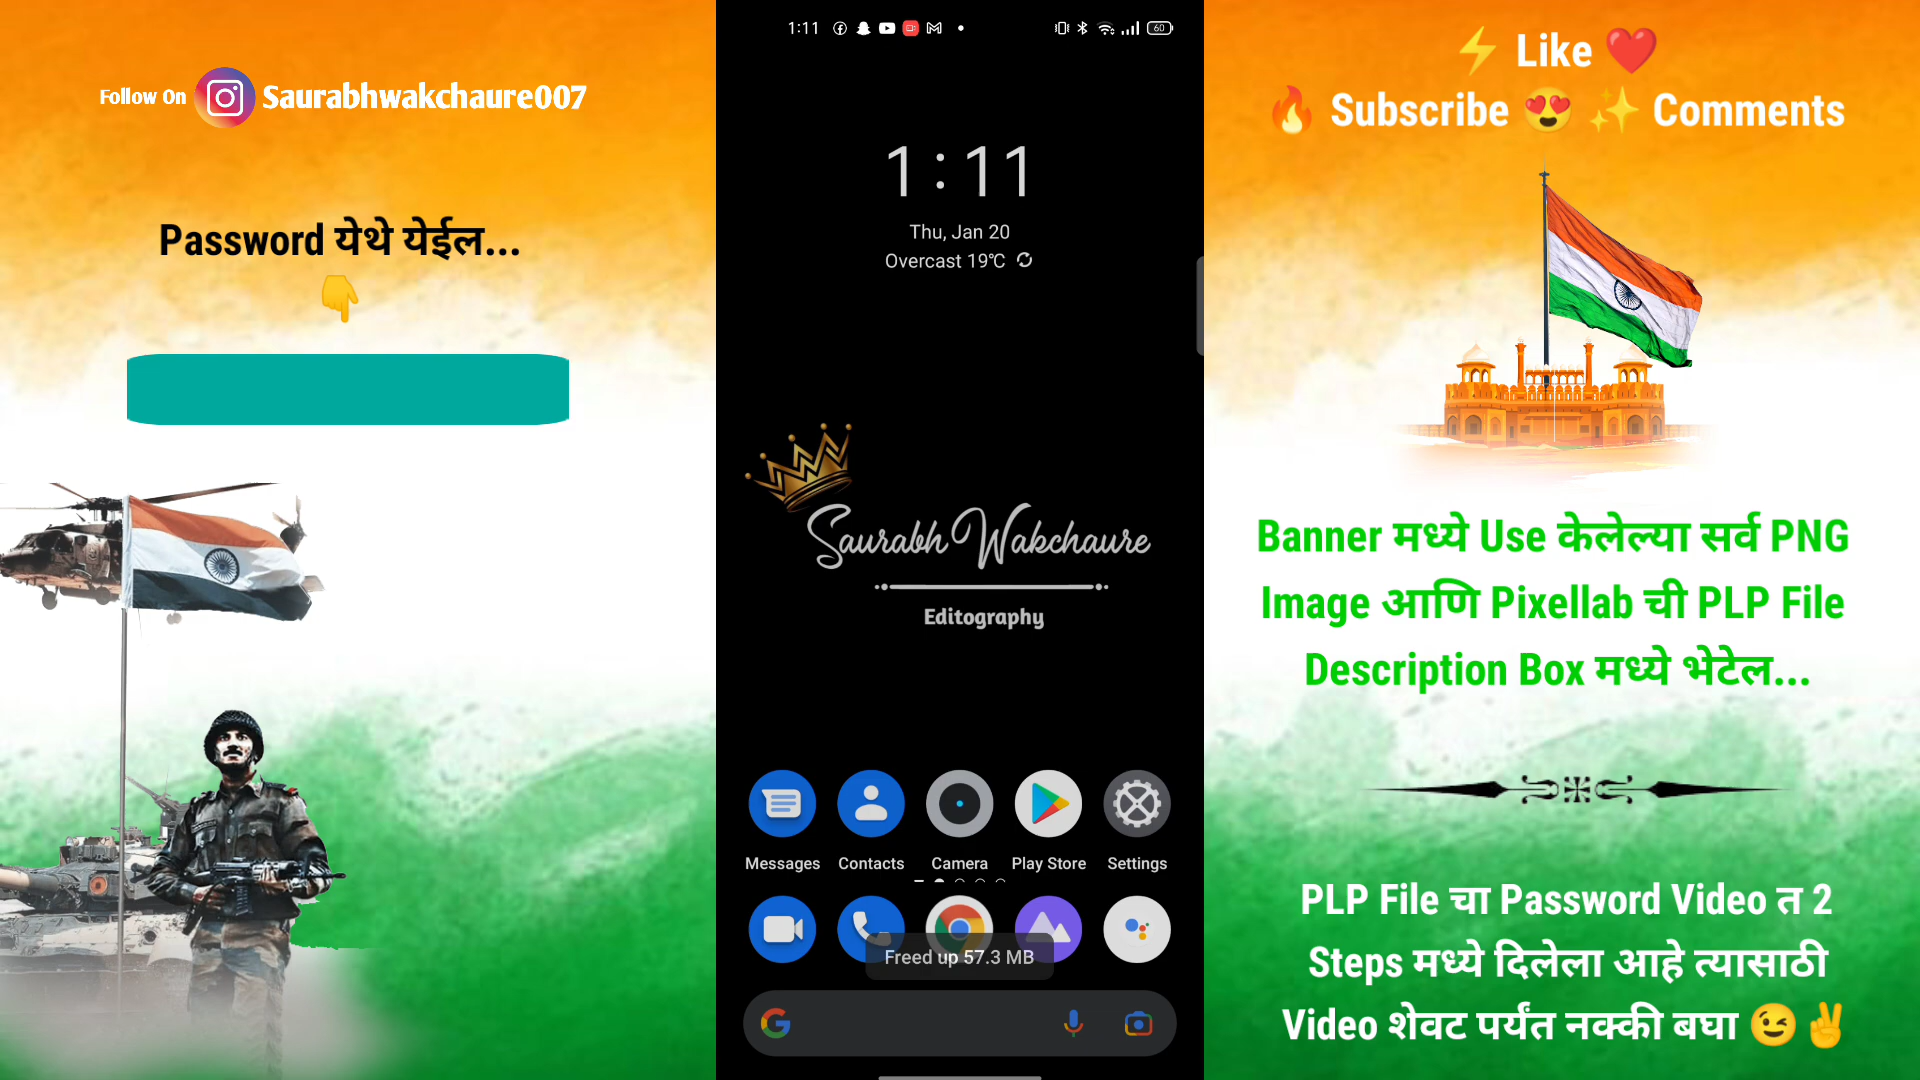 Follow On Saurabhwakchaure007
Password येथे येईल...
1:11
60
1:11
Thu, Jan 20
Overcast 19°C
Saurabh Wakchaure
Editography
Messages Contacts Camera Play Store Settings
Freed up 57.3 MB
⚡ Like ❤️
🔥 Subscribe 😍 ✨ Comments
Banner मध्ये Use केलेल्या सर्व PNG
Image आणि Pixellab ची PLP File
Description Box मध्ये भेटेल...
PLP File चा Password Video त 2
Steps मध्ये दिलेला आहे त्यासाठी
Video शेवट पर्यंत नक्की बघा 😉✌️